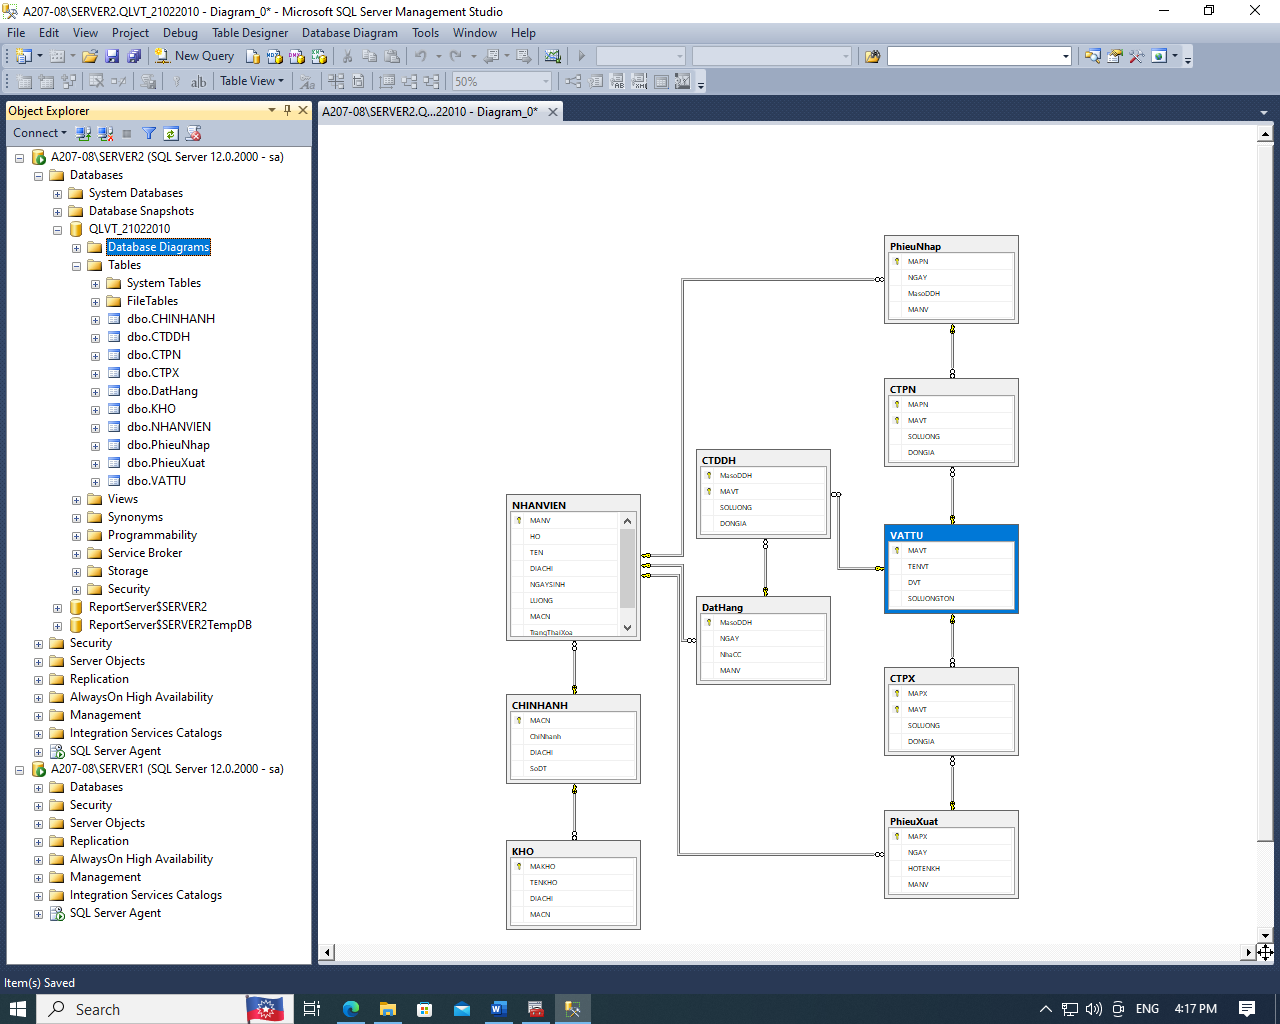 A207-08\SERVER2.QLVT_21022010 - Diagram_0* - Microsoft SQL Server Management Studio
File Edit View Project Debug Table Designer Database Diagram Tools Window Help
New Query
Table View
50%
Object Explorer
Connect
A207-08\SERVER2 (SQL Server 12.0.2000 - sa)
Databases
System Databases
Database Snapshots
QLVT_21022010
Database Diagrams
Tables
System Tables
FileTables
dbo.CHINHANH
dbo.CTDDH
dbo.CTPN
dbo.CTPX
dbo.DatHang
dbo.KHO
dbo.NHANVIEN
dbo.PhieuNhap
dbo.PhieuXuat
dbo.VATTU
Views
Synonyms
Programmability
Service Broker
Storage
Security
ReportServer$SERVER2
ReportServer$SERVER2TempDB
Security
Server Objects
Replication
AlwaysOn High Availability
Management
Integration Services Catalogs
SQL Server Agent
A207-08\SERVER1 (SQL Server 12.0.2000 - sa)
Databases
Security
Server Objects
Replication
AlwaysOn High Availability
Management
Integration Services Catalogs
SQL Server Agent
A207-08\SERVER2.Q...22010 - Diagram_0*
PhieuNhap
MAPN
NGAY
MasoDDH
MANV
CTPN
MAPN
MAVT
SOLUONG
DONGIA
CTDDH
MasoDDH
MAVT
SOLUONG
DONGIA
NHANVIEN
MANV
HO
TEN
DIACHI
NGAYSINH
LUONG
MACN
TrangThaiXoa
VATTU
MAVT
TENVT
DVT
SOLUONGTON
DatHang
MasoDDH
NGAY
NhaCC
MANV
CTPX
MAPX
MAVT
SOLUONG
DONGIA
CHINHANH
MACN
ChiNhanh
DIACHI
SoDT
PhieuXuat
MAPX
NGAY
HOTENKH
MANV
KHO
MAKHO
TENKHO
DIACHI
MACN
Item(s) Saved
Search
ENG
4:17 PM